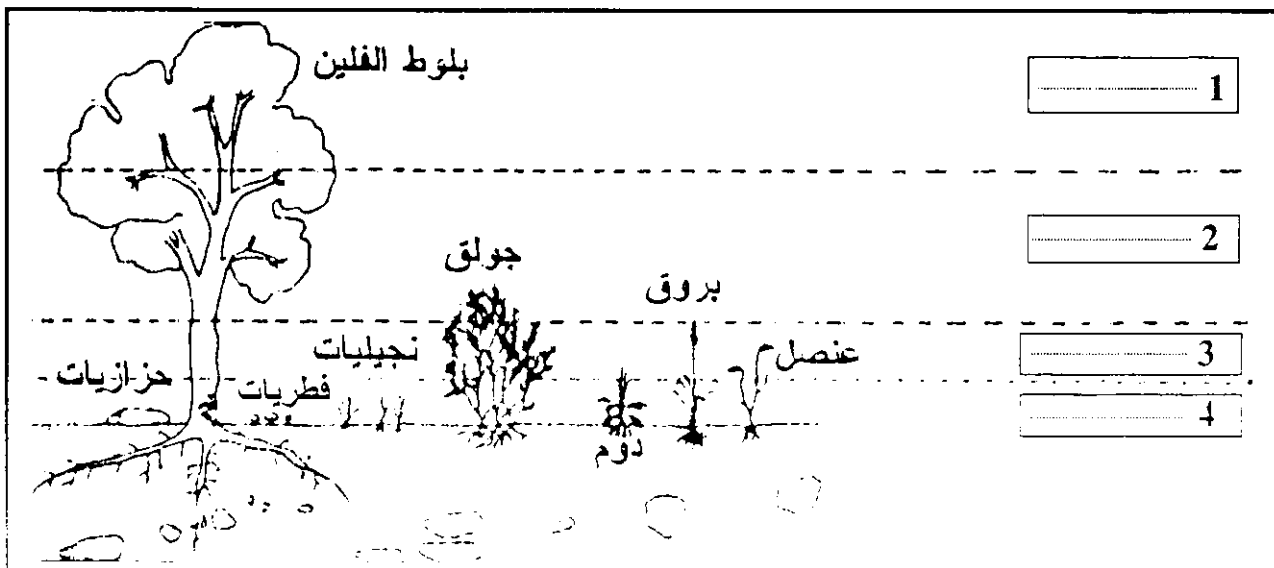 بلوط الفلين
1
2
جولق
بروق
3
عنصل
نجيليات
حزازيات
فطريات
4
دوم